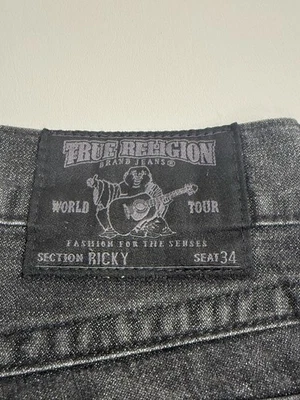 TRUE RELIGION
BRAND JEANS®
WORLD TOUR
FASHION FOR THE SENSES
SECTION RICKY SEAT 34